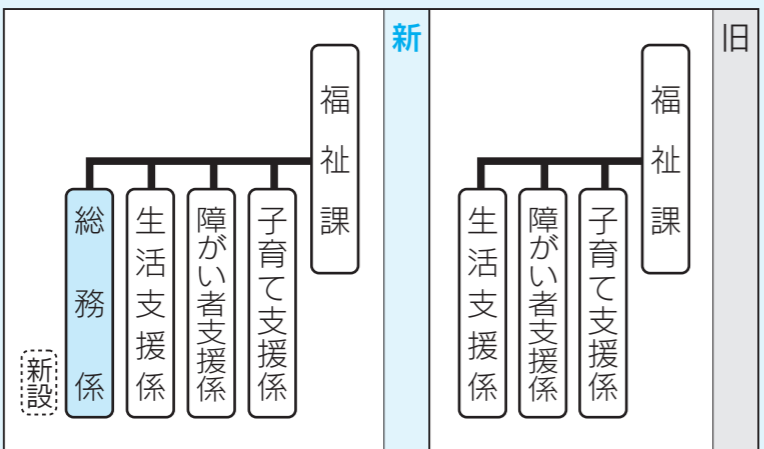 旧
福祉課
子育て支援係
障がい者支援係
生活支援係
新
福祉課
子育て支援係
障がい者支援係
生活支援係
総務係
新設